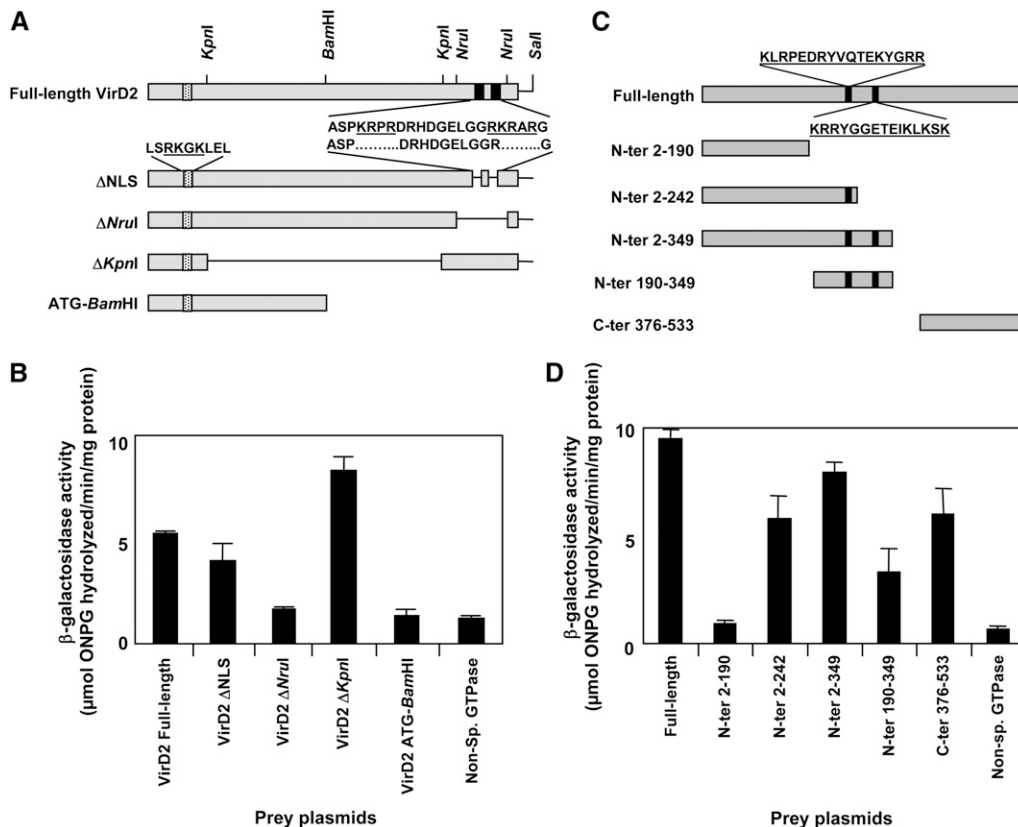 A
KpnI
BamHI
KpnI
NruI
NruI
SalI
Full-length VirD2
ASPKRPRDRHDGELGGRKRARG
ASP.........DRHDGELGGR........G
LSRKGKLEL
ΔNLS
ΔNruI
ΔKpnI
ATG-BamHI
B
β-galactosidase activity
(µmol ONPG hydrolyzed/min/mg protein)
10
5
0
VirD2 Full-length
VirD2 ΔNLS
VirD2 ΔNruI
VirD2 ΔKpnI
VirD2 ATG-BamHI
Non-Sp. GTPase
Prey plasmids
C
KLRPEDRYVQTEKYGRR
Full-length
KRRYGGETEIKLKSK
N-ter 2-190
N-ter 2-242
N-ter 2-349
N-ter 190-349
C-ter 376-533
D
β-galactosidase activity
(µmol ONPG hydrolyzed/min/mg protein)
10
5
0
Full-length
N-ter 2-190
N-ter 2-242
N-ter 2-349
N-ter 190-349
C-ter 376-533
Non-sp. GTPase
Prey plasmids